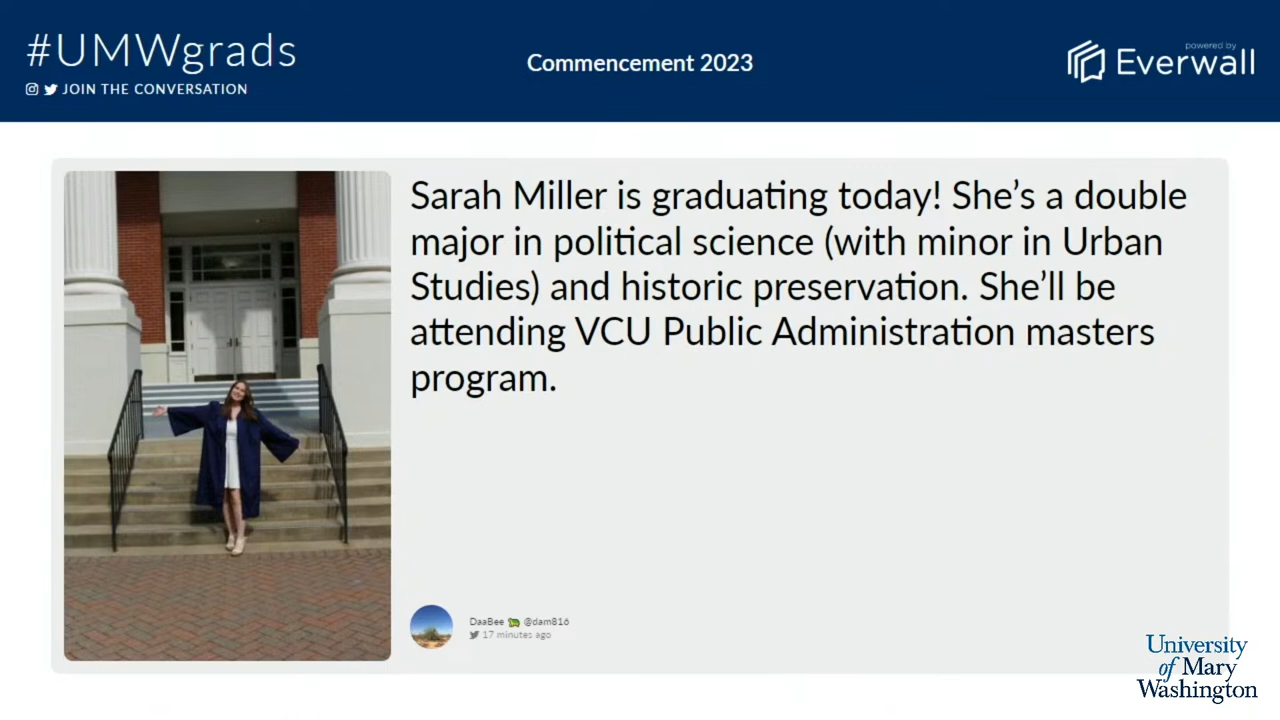 #UMWgrads
JOIN THE CONVERSATION
Commencement 2023
powered by
Everwall
Sarah Miller is graduating today! She’s a double
major in political science (with minor in Urban
Studies) and historic preservation. She’ll be
attending VCU Public Administration masters
program.
DaaBee 🐢 @dam816
17 minutes ago
University
of Mary
Washington